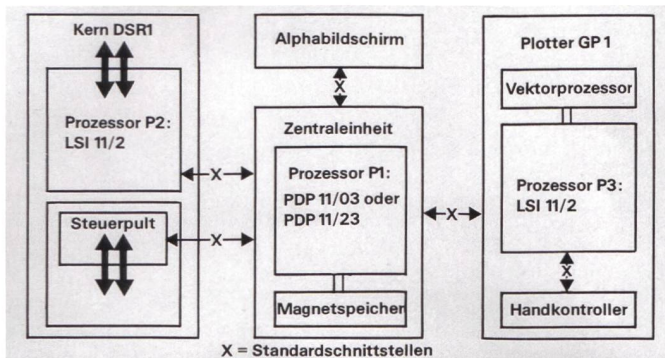 Kern DSR1
Prozessor P2:
LSI 11/2
Steuerpult
Alphabildschirm
X
Zentraleinheit
Prozessor P1:
PDP 11/03 oder
PDP 11/23
Magnetspeicher
X
X
X
Plotter GP1
Vektorprozessor
Prozessor P3:
LSI 11/2
X
Handkontroller
X = Standardschnittstellen